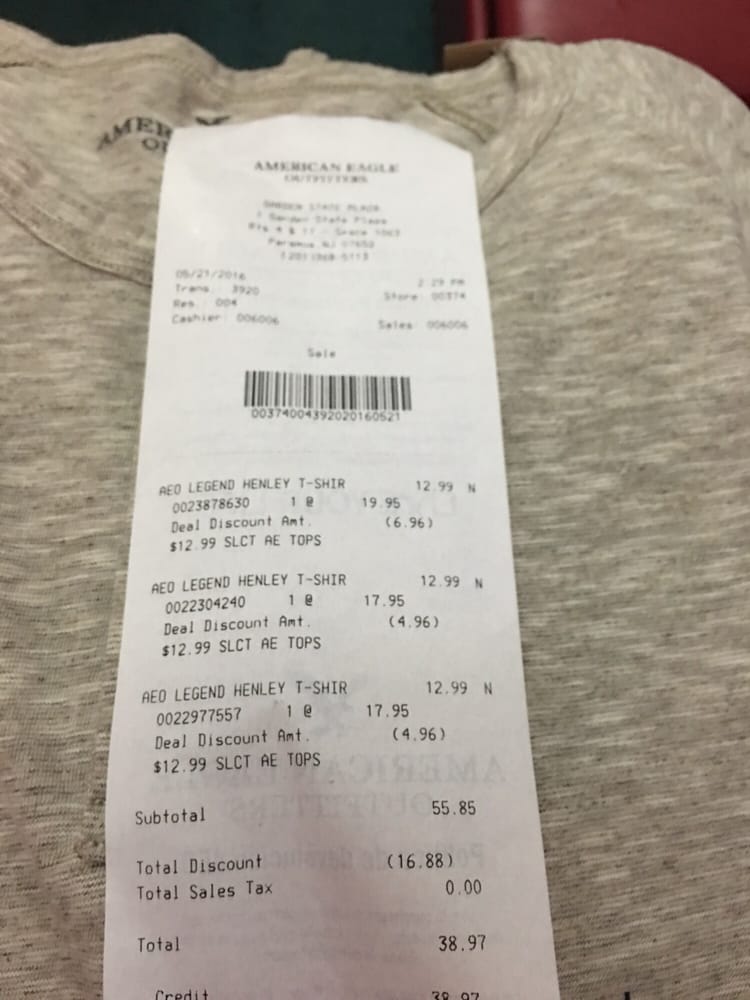 AMER
AMERICAN EAGLE
OUTFITTERS
GARDEN STATE PLAZA
1 Garden State Plaza
Paramus NJ 07652
05/21/2016 2:29 PM
Trans.: 3920 Store: 00374
Reg.: 004
Cashier: 006006 Sales: 006006
Sale
00374004392020160521
AEO LEGEND HENLEY T-SHIR 12.99 N
0023878630 1 @ 19.95
Deal Discount Amt. (6.96)
$12.99 SLCT AE TOPS
AEO LEGEND HENLEY T-SHIR 12.99 N
0022304240 1 @ 17.95
Deal Discount Amt. (4.96)
$12.99 SLCT AE TOPS
AEO LEGEND HENLEY T-SHIR 12.99 N
0022977557 1 @ 17.95
Deal Discount Amt. (4.96)
$12.99 SLCT AE TOPS
Subtotal 55.85
Total Discount (16.88)
Total Sales Tax 0.00
Total 38.97
Credit 38.97